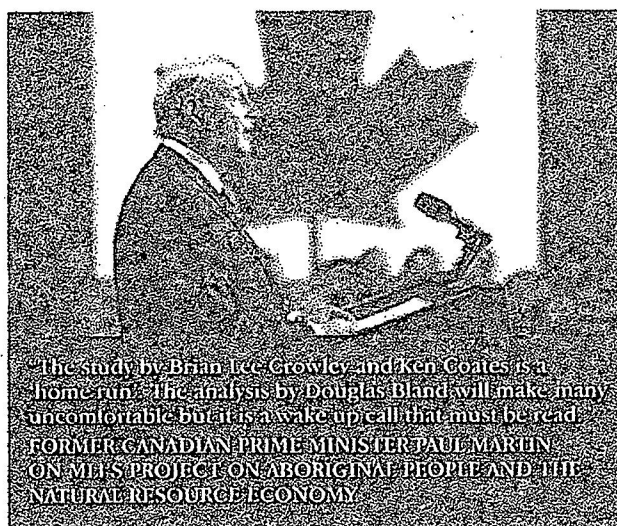 "The study by Brian Lee Crowley and Ken Coates is a
'home run'. The analysis by Douglas Bland will make many
uncomfortable but it is a wake up call that must be read."
FORMER CANADIAN PRIME MINISTER PAUL MARTIN
ON MLI'S PROJECT ON ABORIGINAL PEOPLE AND THE
NATURAL RESOURCE ECONOMY.